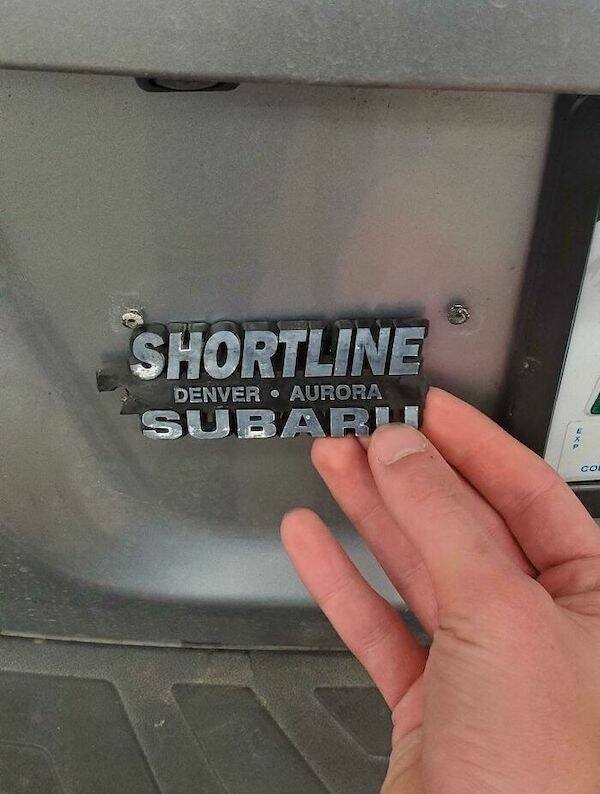 SHORTLINE
DENVER • AURORA
SUBARU
EXP